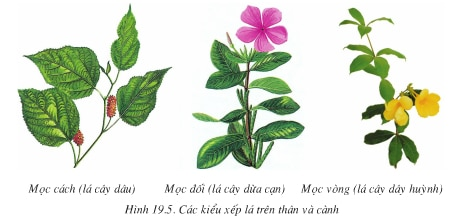 Mọc cách (lá cây dâu) Mọc đối (lá cây dừa cạn) Mọc vòng (lá cây dây huỳnh)
Hình 19.5. Các kiểu xếp lá trên thân và cành